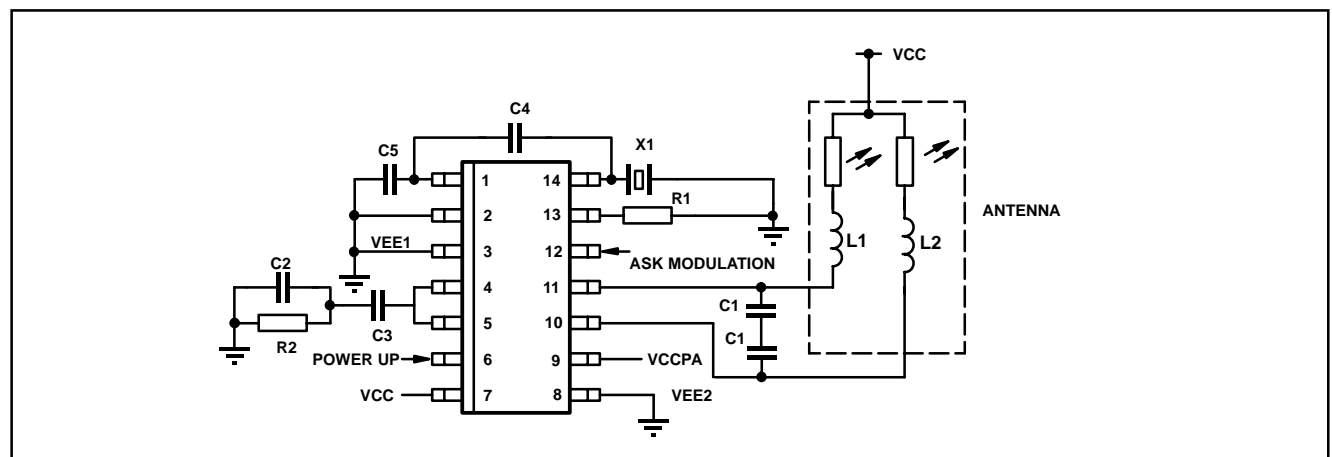 VCC
C4
C5
X1
1
14
R1
2
13
ANTENNA
VEE1
3
12
ASK MODULATION
L1
L2
C2
4
11
C1
R2
C3
5
10
C1
POWER UP
6
9
VCCPA
VCC
7
8
VEE2